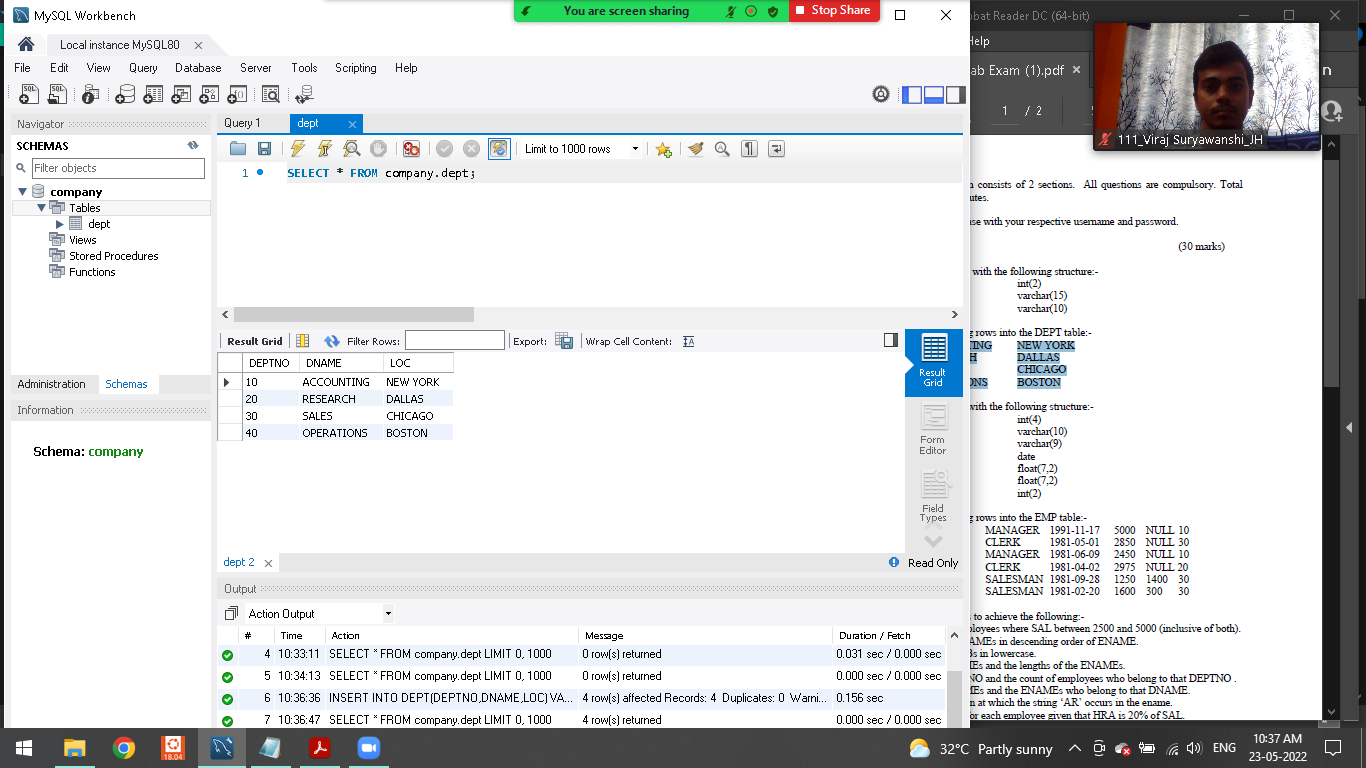 MySQL Workbench
You are screen sharing
Stop Share
obat Reader DC (64-bit)
Local instance MySQL80
Help
File Edit View Query Database Server Tools Scripting Help
ab Exam (1).pdf
n
1 / 2
111_Viraj Suryawanshi_JH
Navigator
SCHEMAS
Filter objects
company
Tables
dept
Views
Stored Procedures
Functions
Administration Schemas
Information
Schema: company
Query 1 dept
Limit to 1000 rows
1 SELECT * FROM company.dept;
Result Grid Filter Rows: Export: Wrap Cell Content:
DEPTNO DNAME LOC
10 ACCOUNTING NEW YORK
20 RESEARCH DALLAS
30 SALES CHICAGO
40 OPERATIONS BOSTON
Result
Grid
Form
Editor
Field
Types
dept 2 Read Only
Output
Action Output
# Time Action Message Duration / Fetch
4 10:33:11 SELECT * FROM company.dept LIMIT 0, 1000 0 row(s) returned 0.031 sec / 0.000 sec
5 10:34:13 SELECT * FROM company.dept LIMIT 0, 1000 0 row(s) returned 0.000 sec / 0.000 sec
6 10:36:36 INSERT INTO DEPT(DEPTNO,DNAME,LOC) VA... 4 row(s) affected Records: 4 Duplicates: 0 Warni... 0.156 sec
7 10:36:47 SELECT * FROM company.dept LIMIT 0, 1000 4 row(s) returned 0.000 sec / 0.000 sec
n consists of 2 sections. All questions are compulsory. Total
utes.
se with your respective username and password.
(30 marks)
with the following structure:-
int(2)
varchar(15)
varchar(10)
g rows into the DEPT table:-
TING NEW YORK
H DALLAS
CHICAGO
ONS BOSTON
with the following structure:-
int(4)
varchar(10)
varchar(9)
date
float(7,2)
float(7,2)
int(2)
g rows into the EMP table:-
MANAGER 1991-11-17 5000 NULL 10
CLERK 1981-05-01 2850 NULL 30
MANAGER 1981-06-09 2450 NULL 10
CLERK 1981-04-02 2975 NULL 20
SALESMAN 1981-09-28 1250 1400 30
SALESMAN 1981-02-20 1600 300 30
s to achieve the following:-
ployees where SAL between 2500 and 5000 (inclusive of both).
AMEs in descending order of ENAME.
Bs in lowercase.
MEs and the lengths of the ENAMEs.
NO and the count of employees who belong to that DEPTNO .
MEs and the ENAMEs who belong to that DNAME.
on at which the string ‘AR’ occurs in the ename.
for each employee given that HRA is 20% of SAL.
18.04
32°C Partly sunny
ENG
10:37 AM
23-05-2022